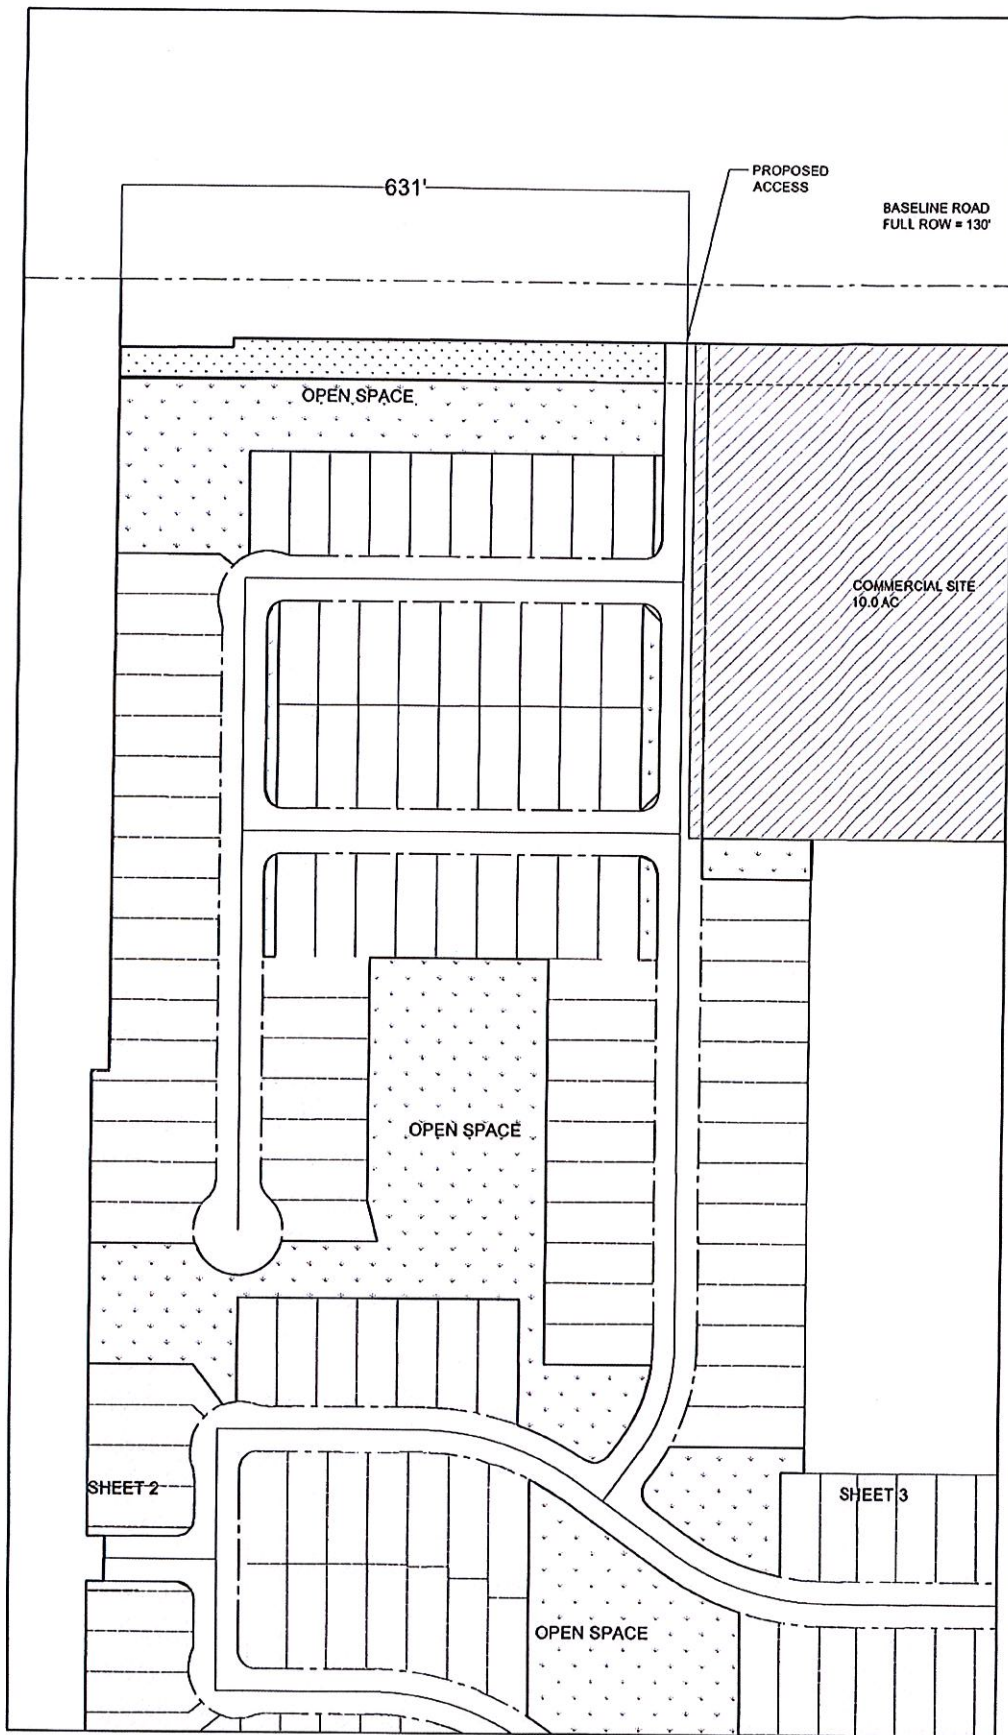 631'
PROPOSED
ACCESS
BASELINE ROAD
FULL ROW = 130'
OPEN SPACE
COMMERCIAL SITE
10.0 AC
OPEN SPACE
SHEET 2
SHEET 3
OPEN SPACE